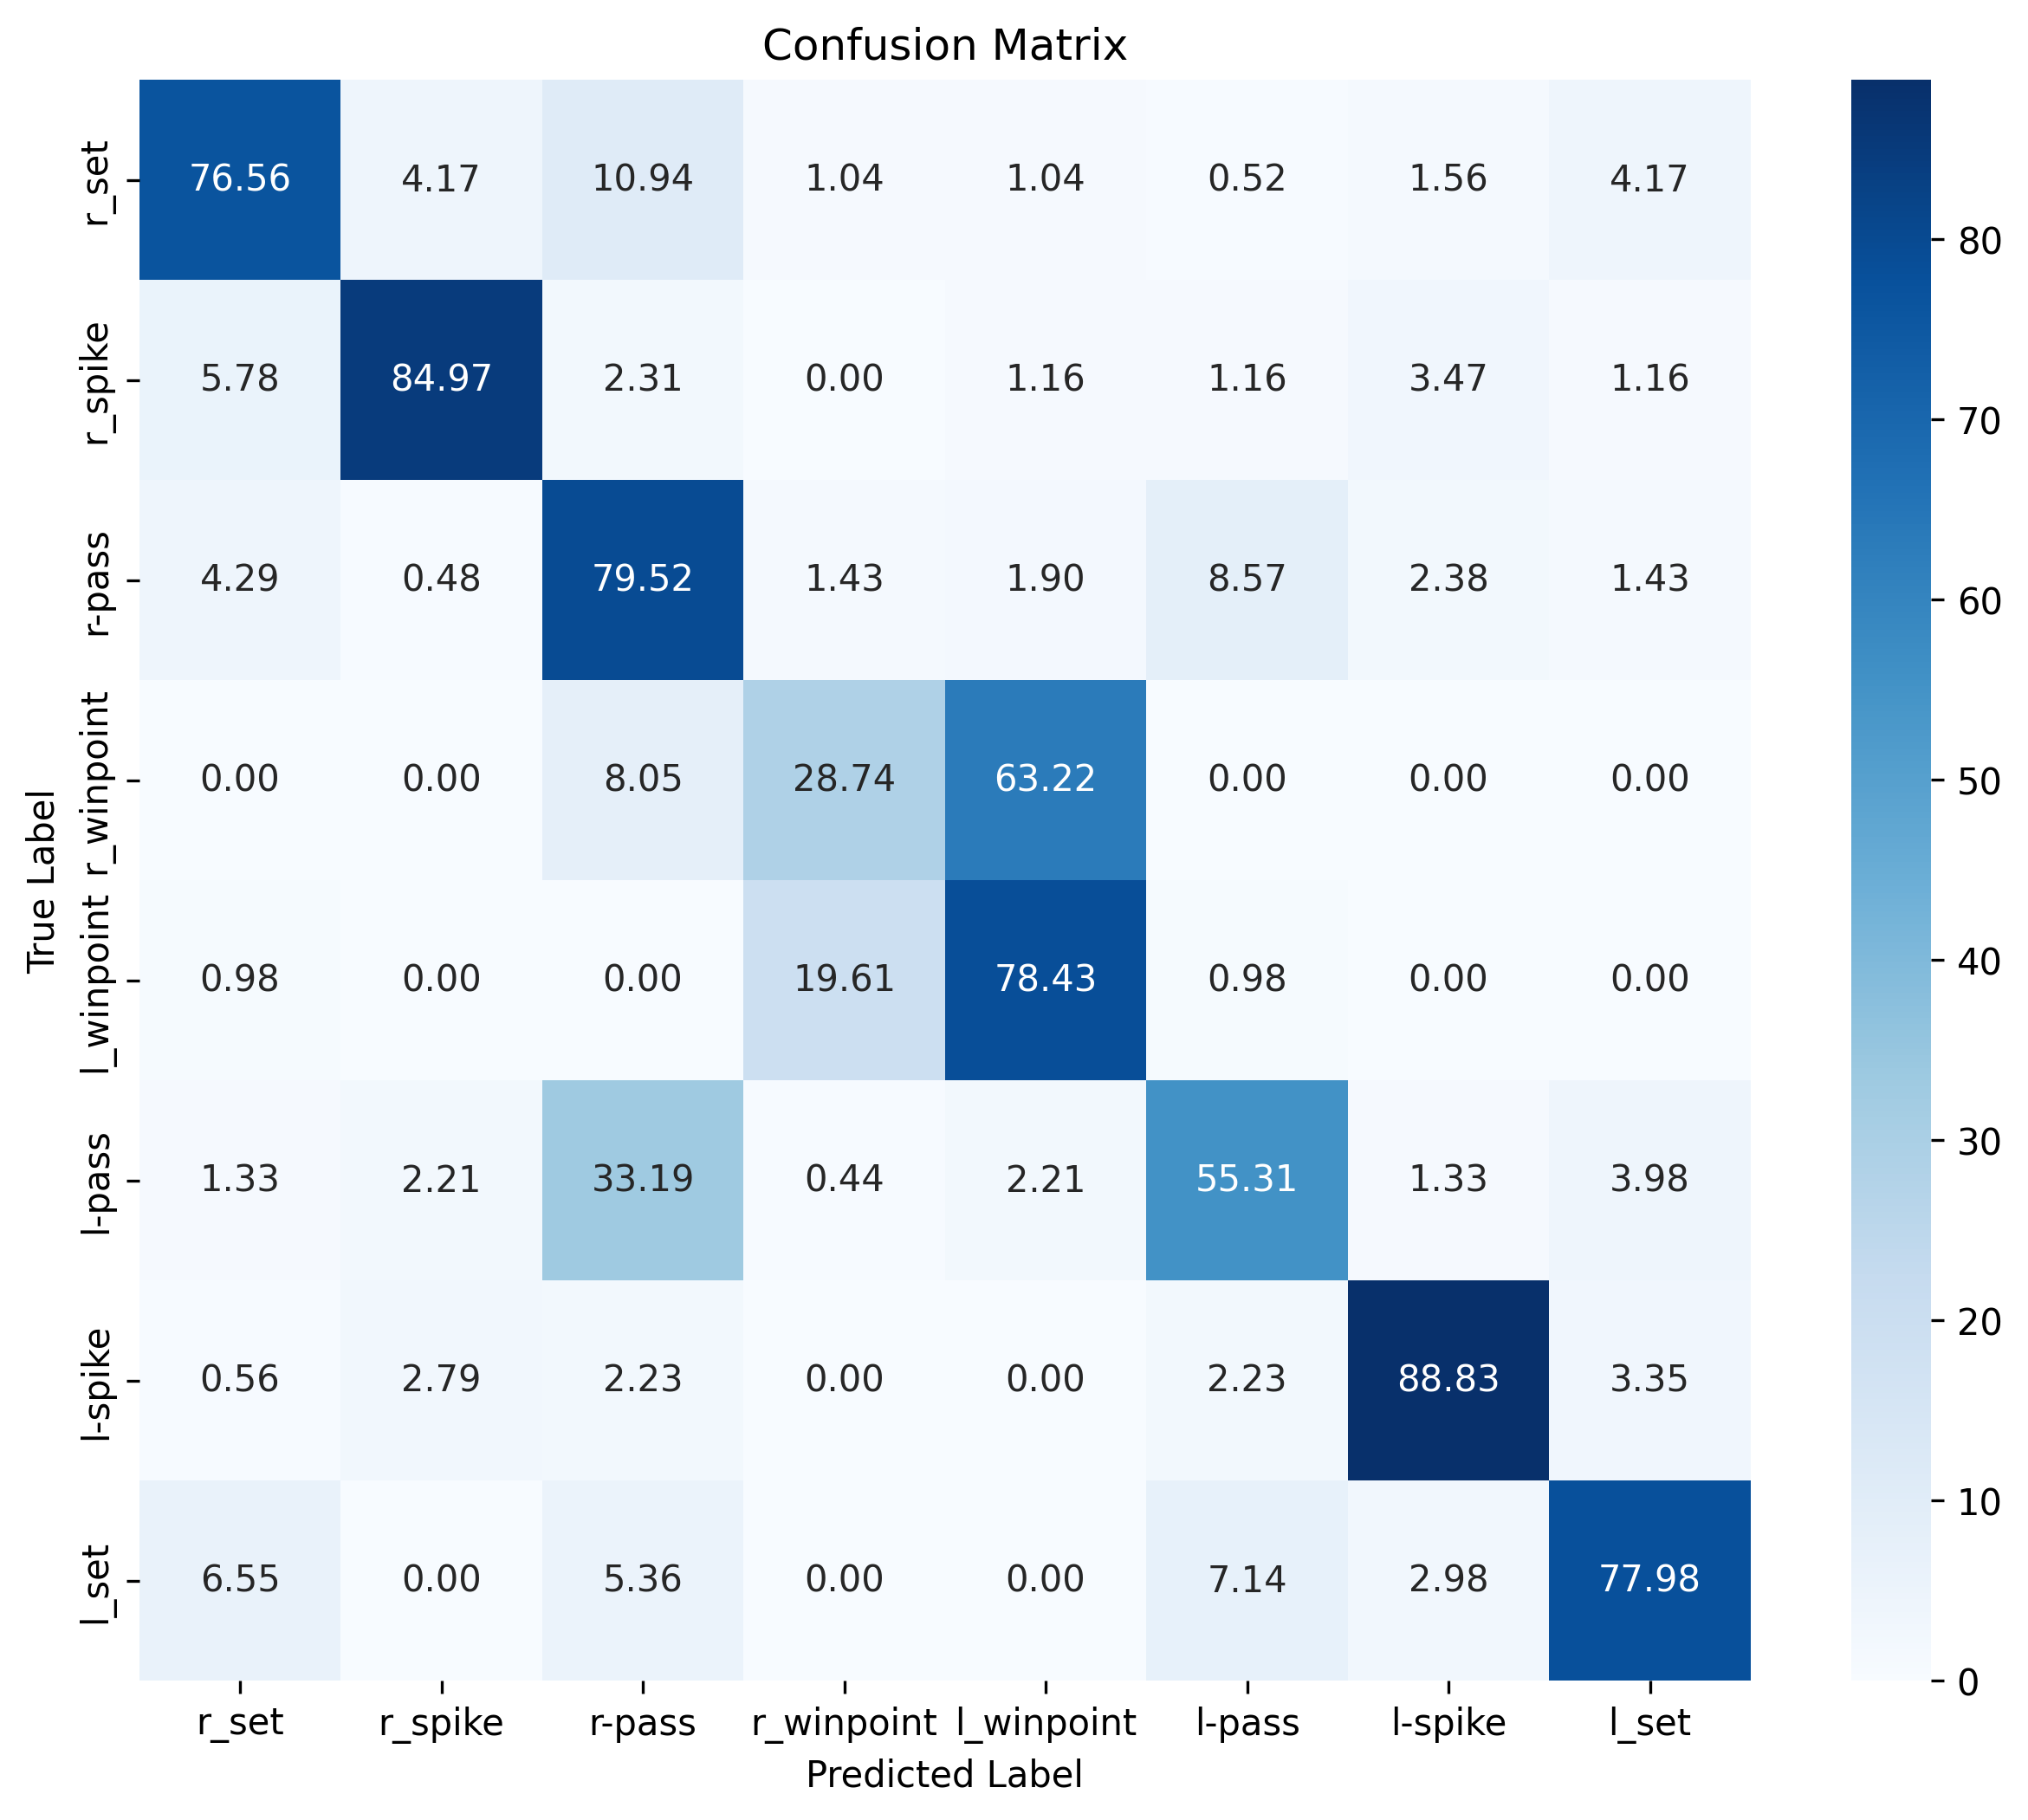 Confusion Matrix
True Label
r_set 76.56 4.17 10.94 1.04 1.04 0.52 1.56 4.17
r_spike 5.78 84.97 2.31 0.00 1.16 1.16 3.47 1.16
r-pass 4.29 0.48 79.52 1.43 1.90 8.57 2.38 1.43
r_winpoint 0.00 0.00 8.05 28.74 63.22 0.00 0.00 0.00
l_winpoint 0.98 0.00 0.00 19.61 78.43 0.98 0.00 0.00
l-pass 1.33 2.21 33.19 0.44 2.21 55.31 1.33 3.98
l-spike 0.56 2.79 2.23 0.00 0.00 2.23 88.83 3.35
l_set 6.55 0.00 5.36 0.00 0.00 7.14 2.98 77.98
r_set r_spike r-pass r_winpoint l_winpoint l-pass l-spike l_set
Predicted Label
80
70
60
50
40
30
20
10
0